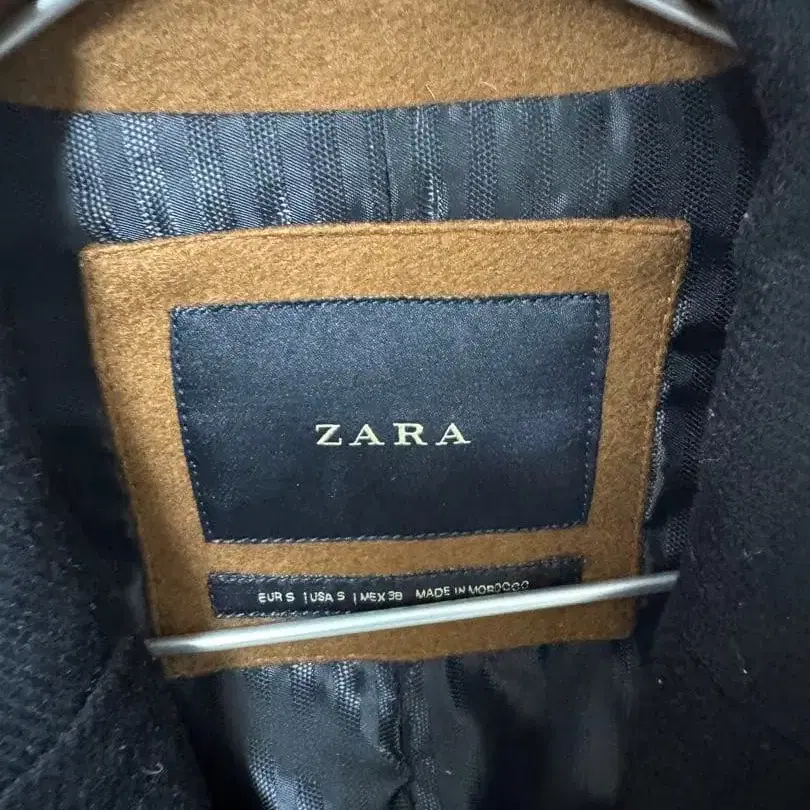 ZARA
EUR S | USA S | MEX 38 MADE IN MOROCCO